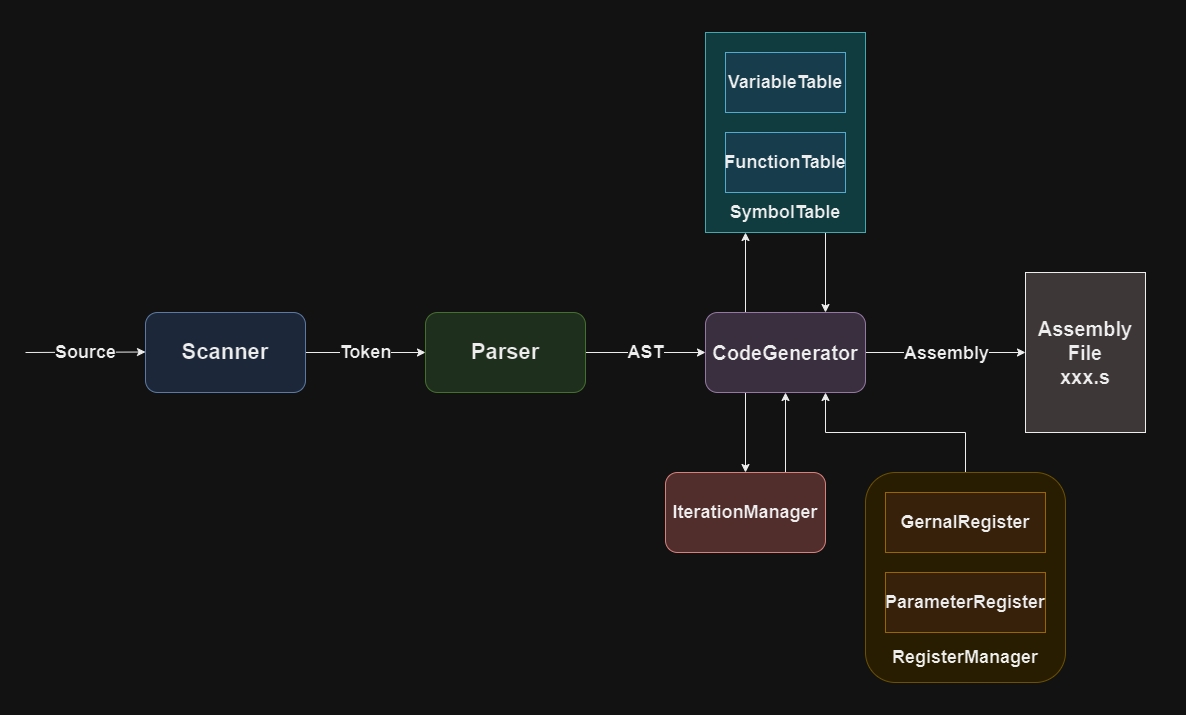 VariableTable
FunctionTable
SymbolTable
Source
Scanner
Token
Parser
AST
CodeGenerator
Assembly
Assembly
File
xxx.s
IterationManager
GernalRegister
ParameterRegister
RegisterManager